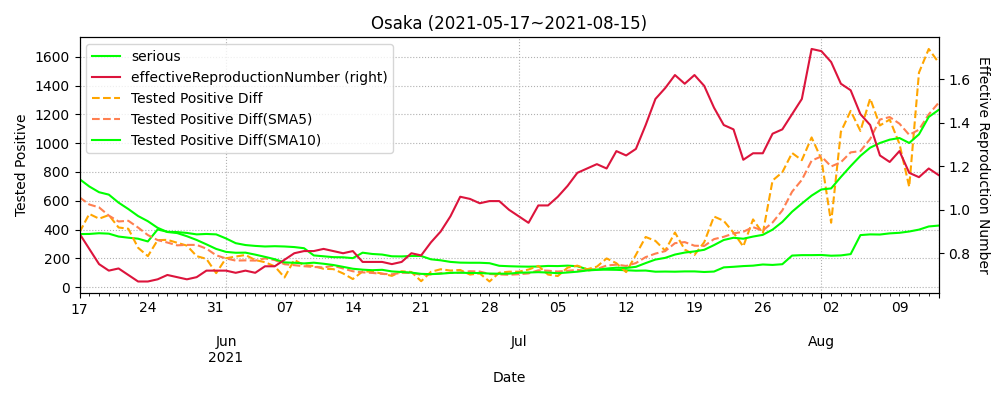 Osaka (2021-05-17~2021-08-15)
serious
effectiveReproductionNumber (right)
Tested Positive Diff
Tested Positive Diff(SMA5)
Tested Positive Diff(SMA10)
Tested Positive
1600
1400
1200
1000
800
600
400
200
0
Effective Reproduction Number
1.6
1.4
1.2
1.0
0.8
17 24 31 07 14 21 28 05 12 19 26 02 09
Jun Jul Aug
2021
Date